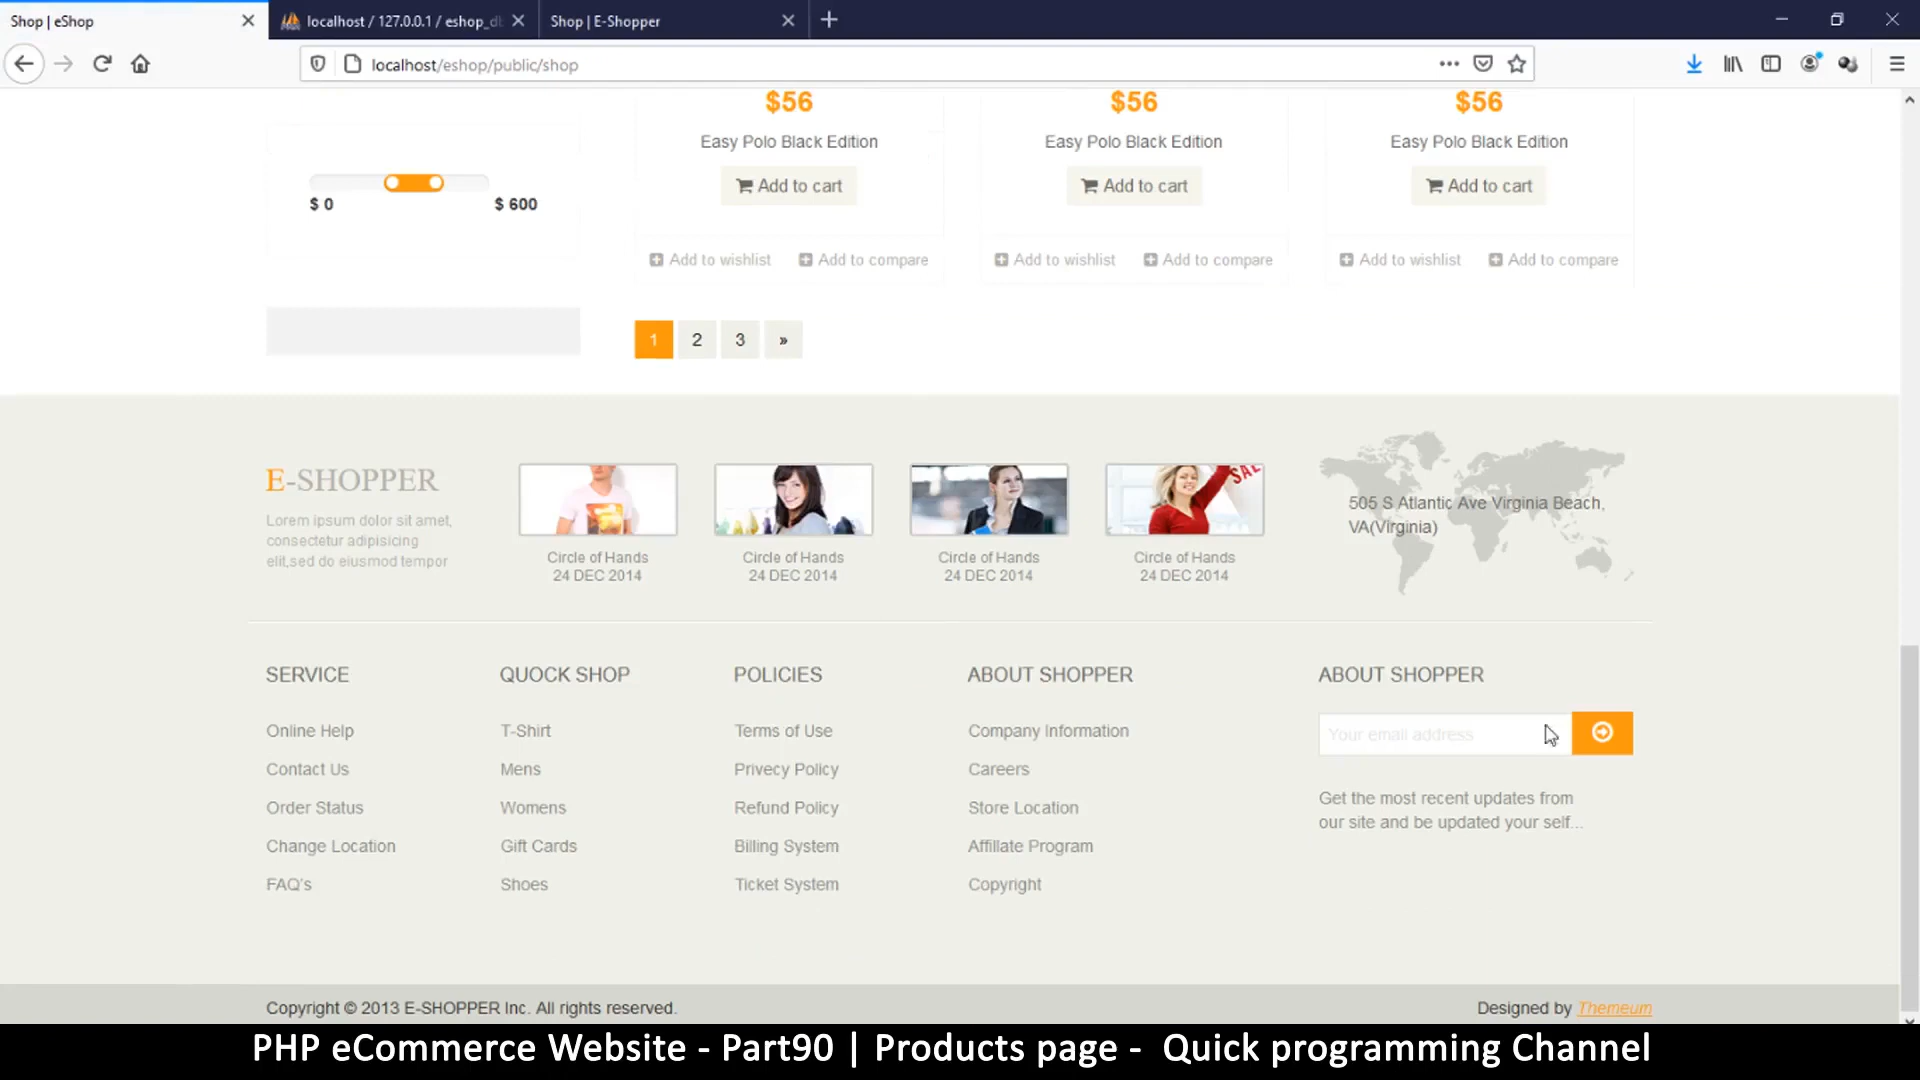 Shop | eShop
localhost / 127.0.0.1 / eshop_d
Shop | E-Shopper
localhost/eshop/public/shop
$56
$56
$56
Easy Polo Black Edition
Easy Polo Black Edition
Easy Polo Black Edition
Add to cart
Add to cart
Add to cart
$ 0
$ 600
Add to wishlist
Add to compare
Add to wishlist
Add to compare
Add to wishlist
Add to compare
1
2
3
»
E-SHOPPER
Lorem ipsum dolor sit amet,
consectetur adipisicing
elit,sed do eiusmod tempor
Circle of Hands
24 DEC 2014
Circle of Hands
24 DEC 2014
Circle of Hands
24 DEC 2014
SALE
Circle of Hands
24 DEC 2014
505 S Atlantic Ave Virginia Beach,
VA(Virginia)
SERVICE
Online Help
Contact Us
Order Status
Change Location
FAQ's
QUOCK SHOP
T-Shirt
Mens
Womens
Gift Cards
Shoes
POLICIES
Terms of Use
Privecy Policy
Refund Policy
Billing System
Ticket System
ABOUT SHOPPER
Company Information
Careers
Store Location
Affillate Program
Copyright
ABOUT SHOPPER
Your email address
Get the most recent updates from
our site and be updated your self...
Copyright © 2013 E-SHOPPER Inc. All rights reserved.
Designed by Themeum
PHP eCommerce Website - Part90 | Products page - Quick programming Channel